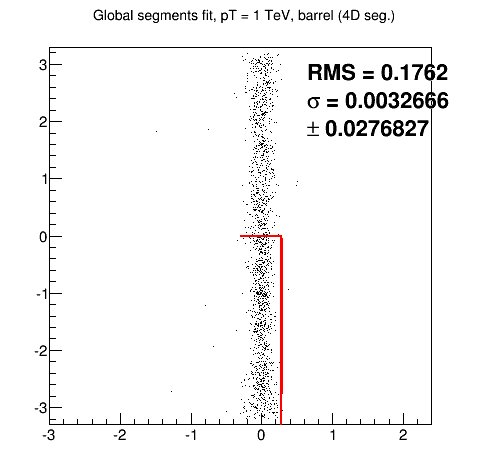 Global segments fit, pT = 1 TeV, barrel (4D seg.)
RMS = 0.1762
σ = 0.0032666
± 0.0276827
3
2
1
0
-1
-2
-3
-3 -2 -1 0 1 2